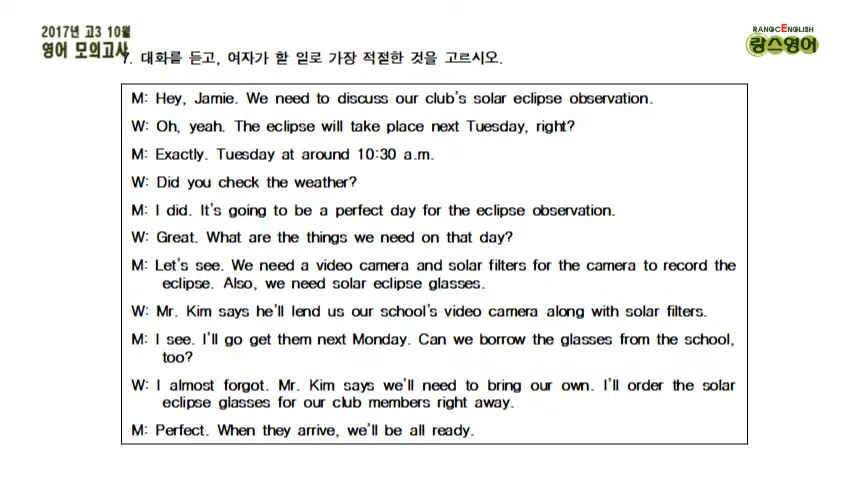 2017년 고3 10월
영어 모의고사
RANGCENGLISH
랑스영어
7. 대화를 듣고, 여자가 할 일로 가장 적절한 것을 고르시오.
M: Hey, Jamie. We need to discuss our club's solar eclipse observation.
W: Oh, yeah. The eclipse will take place next Tuesday, right?
M: Exactly. Tuesday at around 10:30 a.m.
W: Did you check the weather?
M: I did. It's going to be a perfect day for the eclipse observation.
W: Great. What are the things we need on that day?
M: Let's see. We need a video camera and solar filters for the camera to record the
eclipse. Also, we need solar eclipse glasses.
W: Mr. Kim says he'll lend us our school's video camera along with solar filters.
M: I see. I'll go get them next Monday. Can we borrow the glasses from the school,
too?
W: I almost forgot. Mr. Kim says we'll need to bring our own. I'll order the solar
eclipse glasses for our club members right away.
M: Perfect. When they arrive, we'll be all ready.